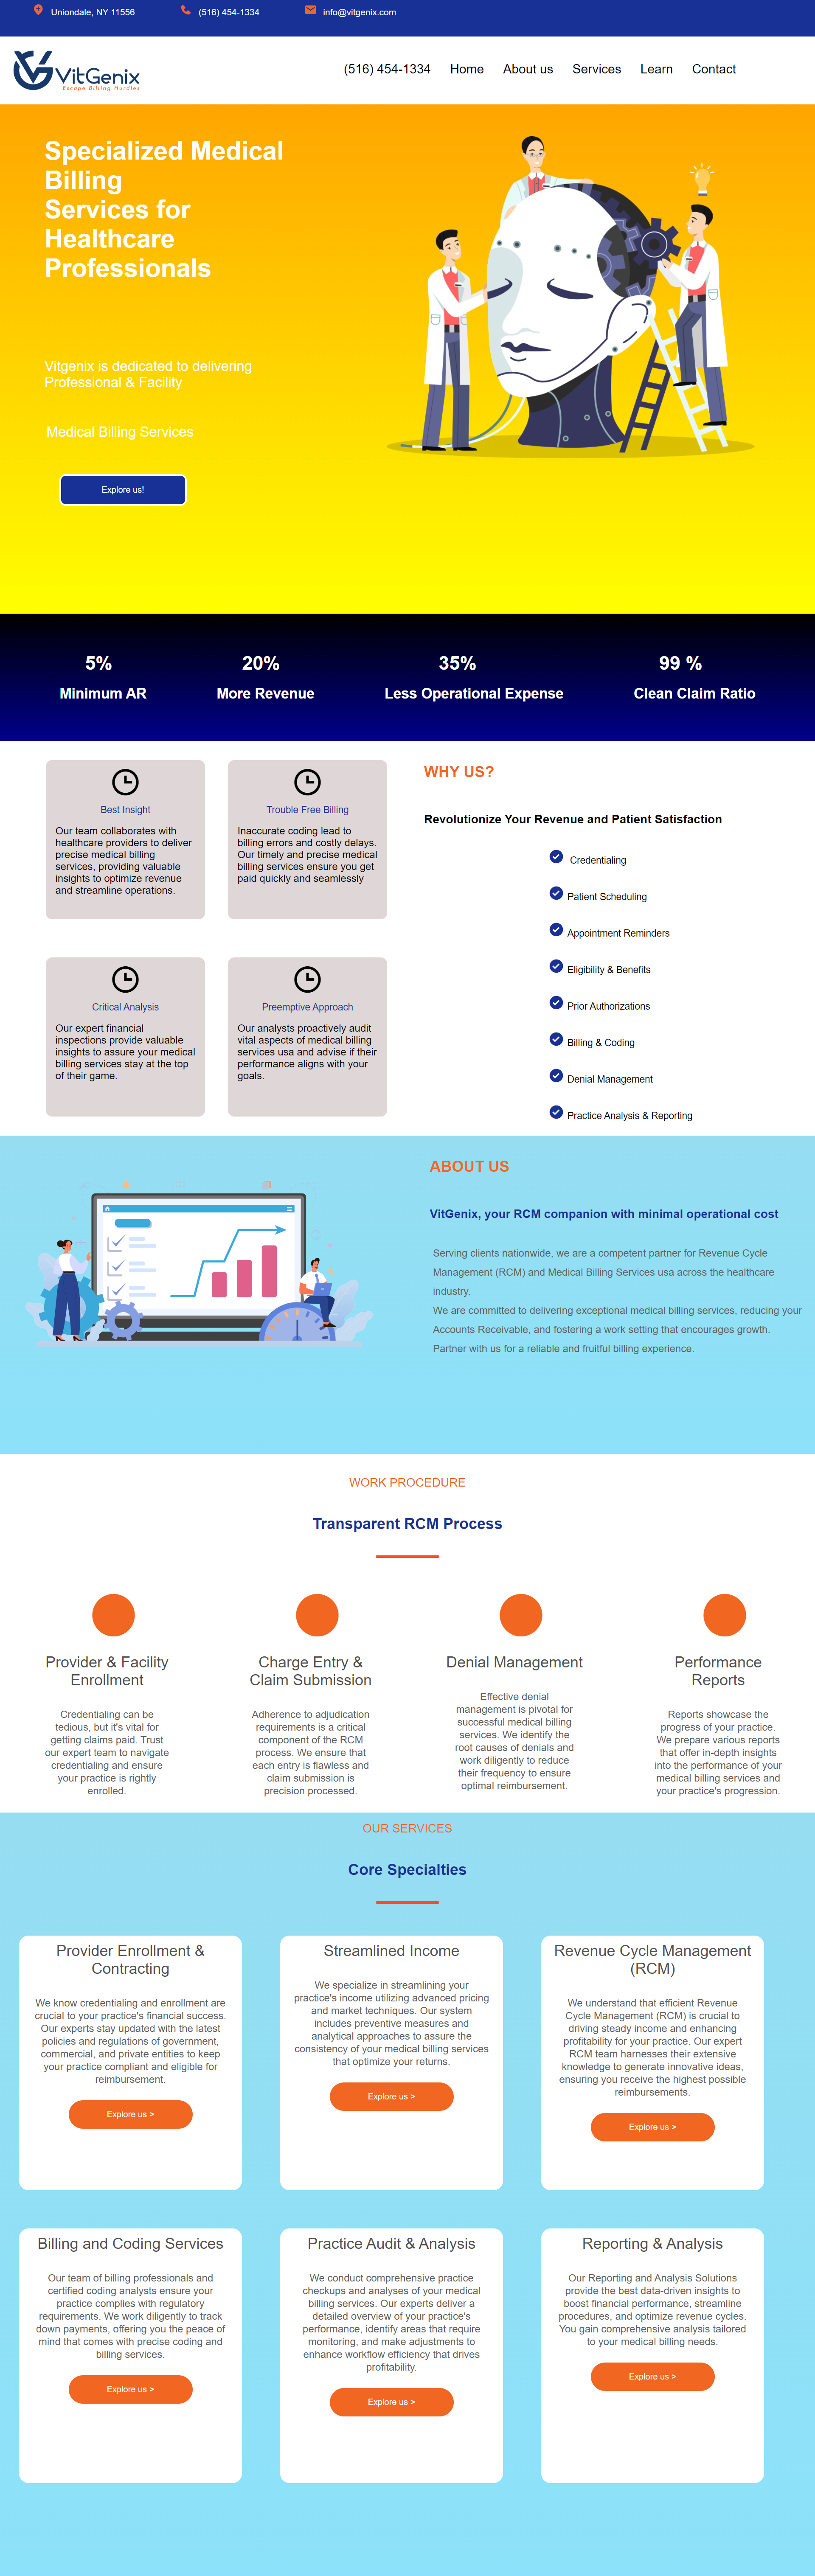 Uniondale, NY 11556
(516) 454-1334
info@vitgenix.com
VitGenix
Escape Billing Hurdles
(516) 454-1334
Home
About us
Services
Learn
Contact
Specialized Medical
Billing
Services for
Healthcare
Professionals
Vitgenix is dedicated to delivering
Professional & Facility
Medical Billing Services
Explore us!
5%
Minimum AR
20%
More Revenue
35%
Less Operational Expense
99 %
Clean Claim Ratio
Best Insight
Our team collaborates with
healthcare providers to deliver
precise medical billing
services, providing valuable
insights to optimize revenue
and streamline operations.
Trouble Free Billing
Inaccurate coding lead to
billing errors and costly delays.
Our timely and precise medical
billing services ensure you get
paid quickly and seamlessly
Critical Analysis
Our expert financial
inspections provide valuable
insights to assure your medical
billing services stay at the top
of their game.
Preemptive Approach
Our analysts proactively audit
vital aspects of medical billing
services usa and advise if their
performance aligns with your
goals.
WHY US?
Revolutionize Your Revenue and Patient Satisfaction
Credentialing
Patient Scheduling
Appointment Reminders
Eligibility & Benefits
Prior Authorizations
Billing & Coding
Denial Management
Practice Analysis & Reporting
ABOUT US
VitGenix, your RCM companion with minimal operational cost
Serving clients nationwide, we are a competent partner for Revenue Cycle
Management (RCM) and Medical Billing Services usa across the healthcare
industry.
We are committed to delivering exceptional medical billing services, reducing your
Accounts Receivable, and fostering a work setting that encourages growth.
Partner with us for a reliable and fruitful billing experience.
WORK PROCEDURE
Transparent RCM Process
Provider & Facility
Enrollment
Credentialing can be
tedious, but it's vital for
getting claims paid. Trust
our expert team to navigate
credentialing and ensure
your practice is rightly
enrolled.
Charge Entry &
Claim Submission
Adherence to adjudication
requirements is a critical
component of the RCM
process. We ensure that
each entry is flawless and
claim submission is
precision processed.
Denial Management
Effective denial
management is pivotal for
successful medical billing
services. We identify the
root causes of denials and
work diligently to reduce
their frequency to ensure
optimal reimbursement.
Performance
Reports
Reports showcase the
progress of your practice.
We prepare various reports
that offer in-depth insights
into the performance of your
medical billing services and
your practice's progression.
OUR SERVICES
Core Specialties
Provider Enrollment &
Contracting
We know credentialing and enrollment are
crucial to your practice's financial success.
Our experts stay updated with the latest
policies and regulations of government,
commercial, and private entities to keep
your practice compliant and eligible for
reimbursement.
Explore us >
Streamlined Income
We specialize in streamlining your
practice's income utilizing advanced pricing
and market techniques. Our system
includes preventive measures and
analytical approaches to assure the
consistency of your medical billing services
that optimize your returns.
Explore us >
Revenue Cycle Management
(RCM)
We understand that efficient Revenue
Cycle Management (RCM) is crucial to
driving steady income and enhancing
profitability for your practice. Our expert
RCM team harnesses their extensive
knowledge to generate innovative ideas,
ensuring you receive the highest possible
reimbursements.
Explore us >
Billing and Coding Services
Our team of billing professionals and
certified coding analysts ensure your
practice complies with regulatory
requirements. We work diligently to track
down payments, offering you the peace of
mind that comes with precise coding and
billing services.
Explore us >
Practice Audit & Analysis
We conduct comprehensive practice
checkups and analyses of your medical
billing services. Our experts deliver a
detailed overview of your practice's
performance, identify areas that require
monitoring, and make adjustments to
enhance workflow efficiency that drives
profitability.
Explore us >
Reporting & Analysis
Our Reporting and Analysis Solutions
provide the best data-driven insights to
boost financial performance, streamline
procedures, and optimize revenue cycles.
You gain comprehensive analysis tailored
to your medical billing needs.
Explore us >